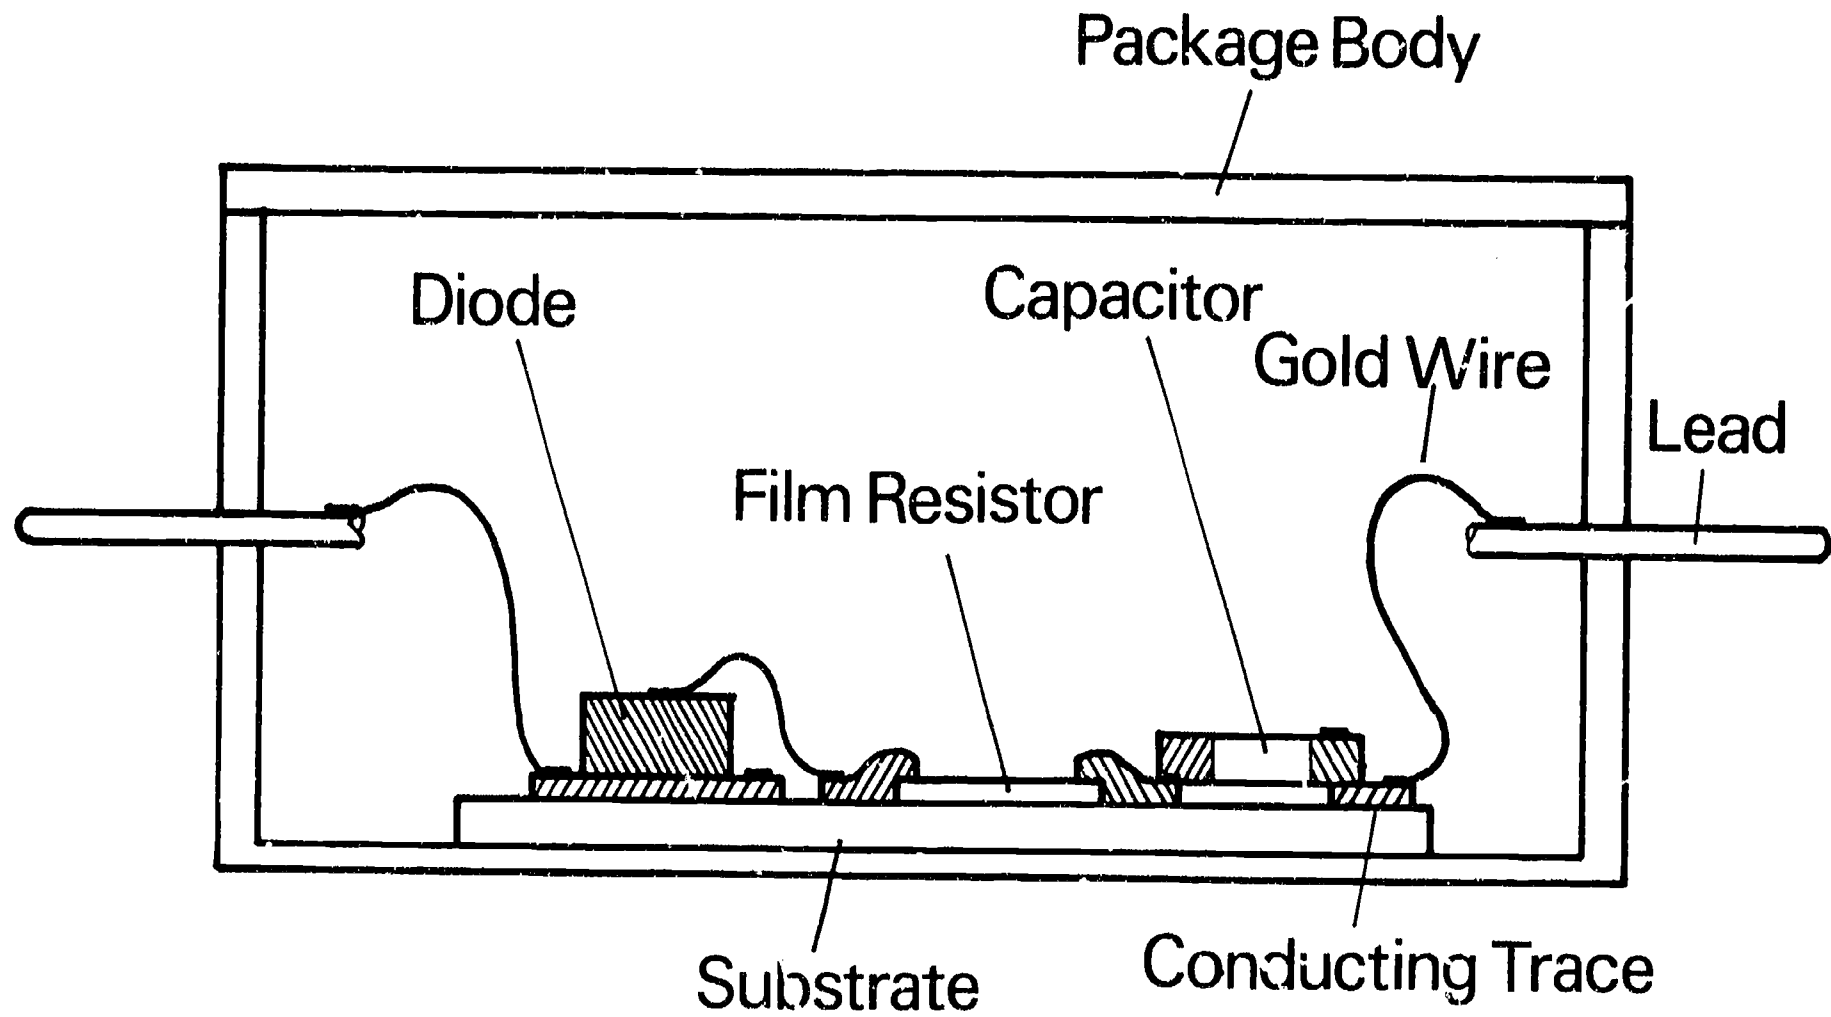 Package Body
Diode
Capacitor
Gold Wire
Lead
Film Resistor
Substrate
Conducting Trace